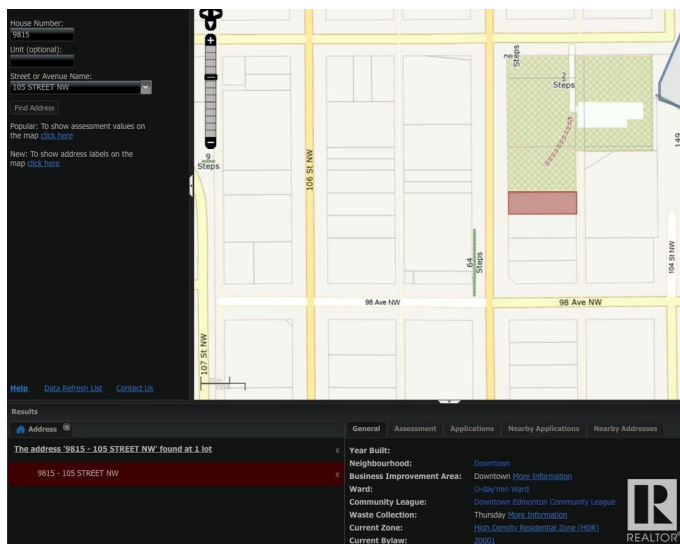 House Number:
9815
Unit (optional):
Street or Avenue Name:
105 STREET NW
Find Address
Popular: To show assessment values on
the map click here
New: To show address labels on the
map click here
Help
Data Refresh List
Contact Us
2
Steps
2
Steps
9
Steps
64
Steps
106 St NW
107 St NW
104 St NW
149
98 Ave NW
98 Ave NW
Results
Address
The address '9815 - 105 STREET NW' found at 1 lot x
9815 - 105 STREET NW x
General Assessment Applications Nearby Applications Nearby Addresses
Year Built:
Neighbourhood: Downtown
Business Improvement Area: Downtown More Information
Ward: O-day'min Ward
Community League: Downtown Edmonton Community League
Waste Collection: Thursday More Information
Current Zone: High Density Residential Zone (HDR)
Current Bylaw: 20001
R
REALTOR®